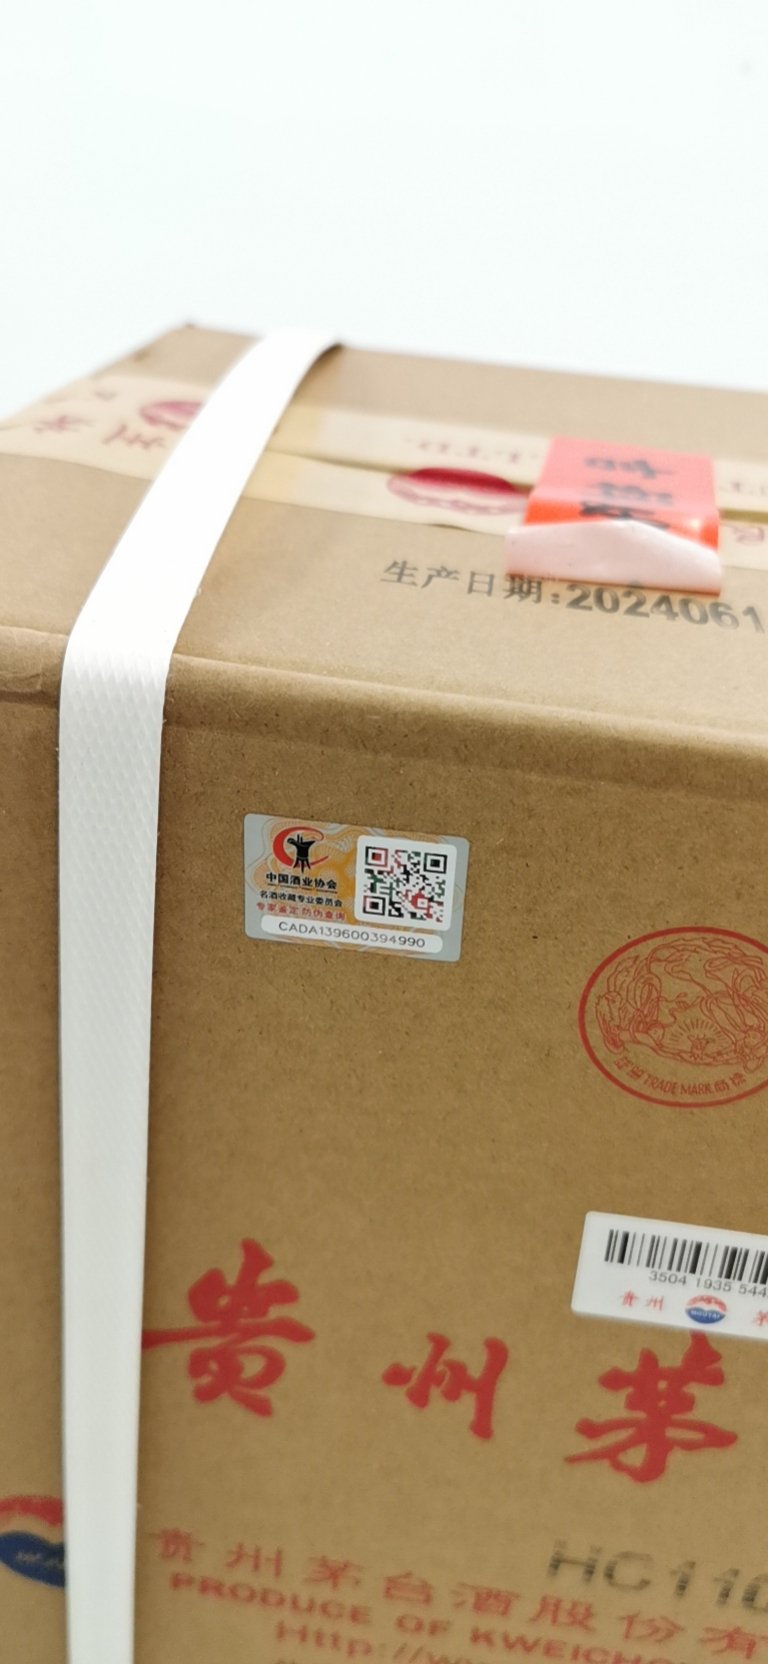 生产日期:2024061
中国酒业协会
名酒收藏专业委员会
专家鉴定 防伪查询
CADA139600394990
TRADE MARK
3504 1935 544
贵州
MOUTAI
贵州茅
HC110
贵州茅台酒股份有
PRODUCE OF KWEICHO
Http://w